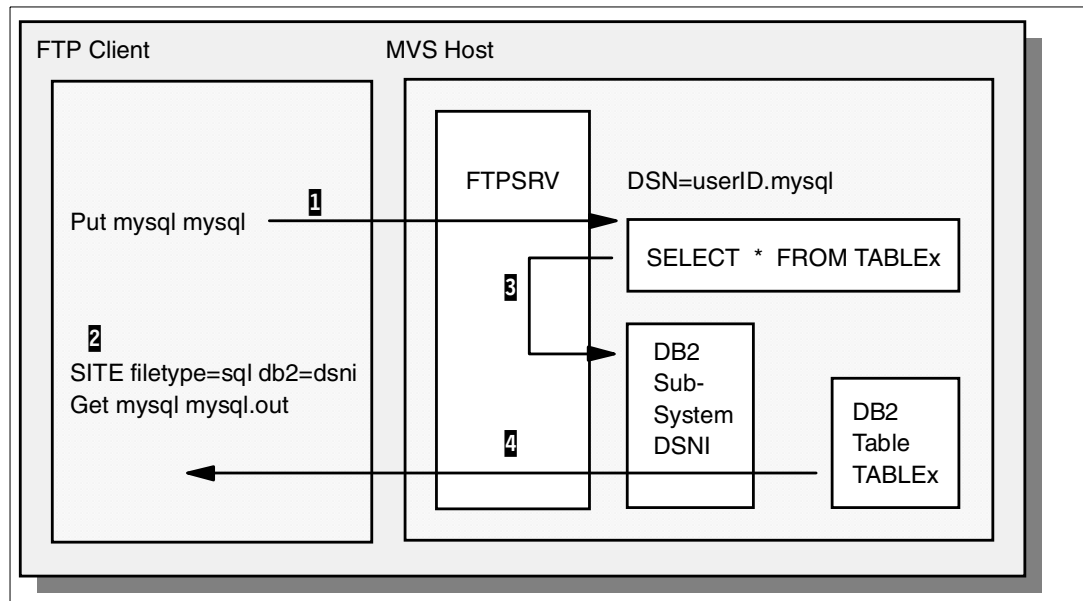 FTP Client
MVS Host
FTPSRV
DSN=userID.mysql
1
Put mysql mysql
SELECT * FROM TABLEx
3
2
SITE filetype=sql db2=dsni
Get mysql mysql.out
DB2
Sub-
System
DSNI
DB2
Table
TABLEx
4